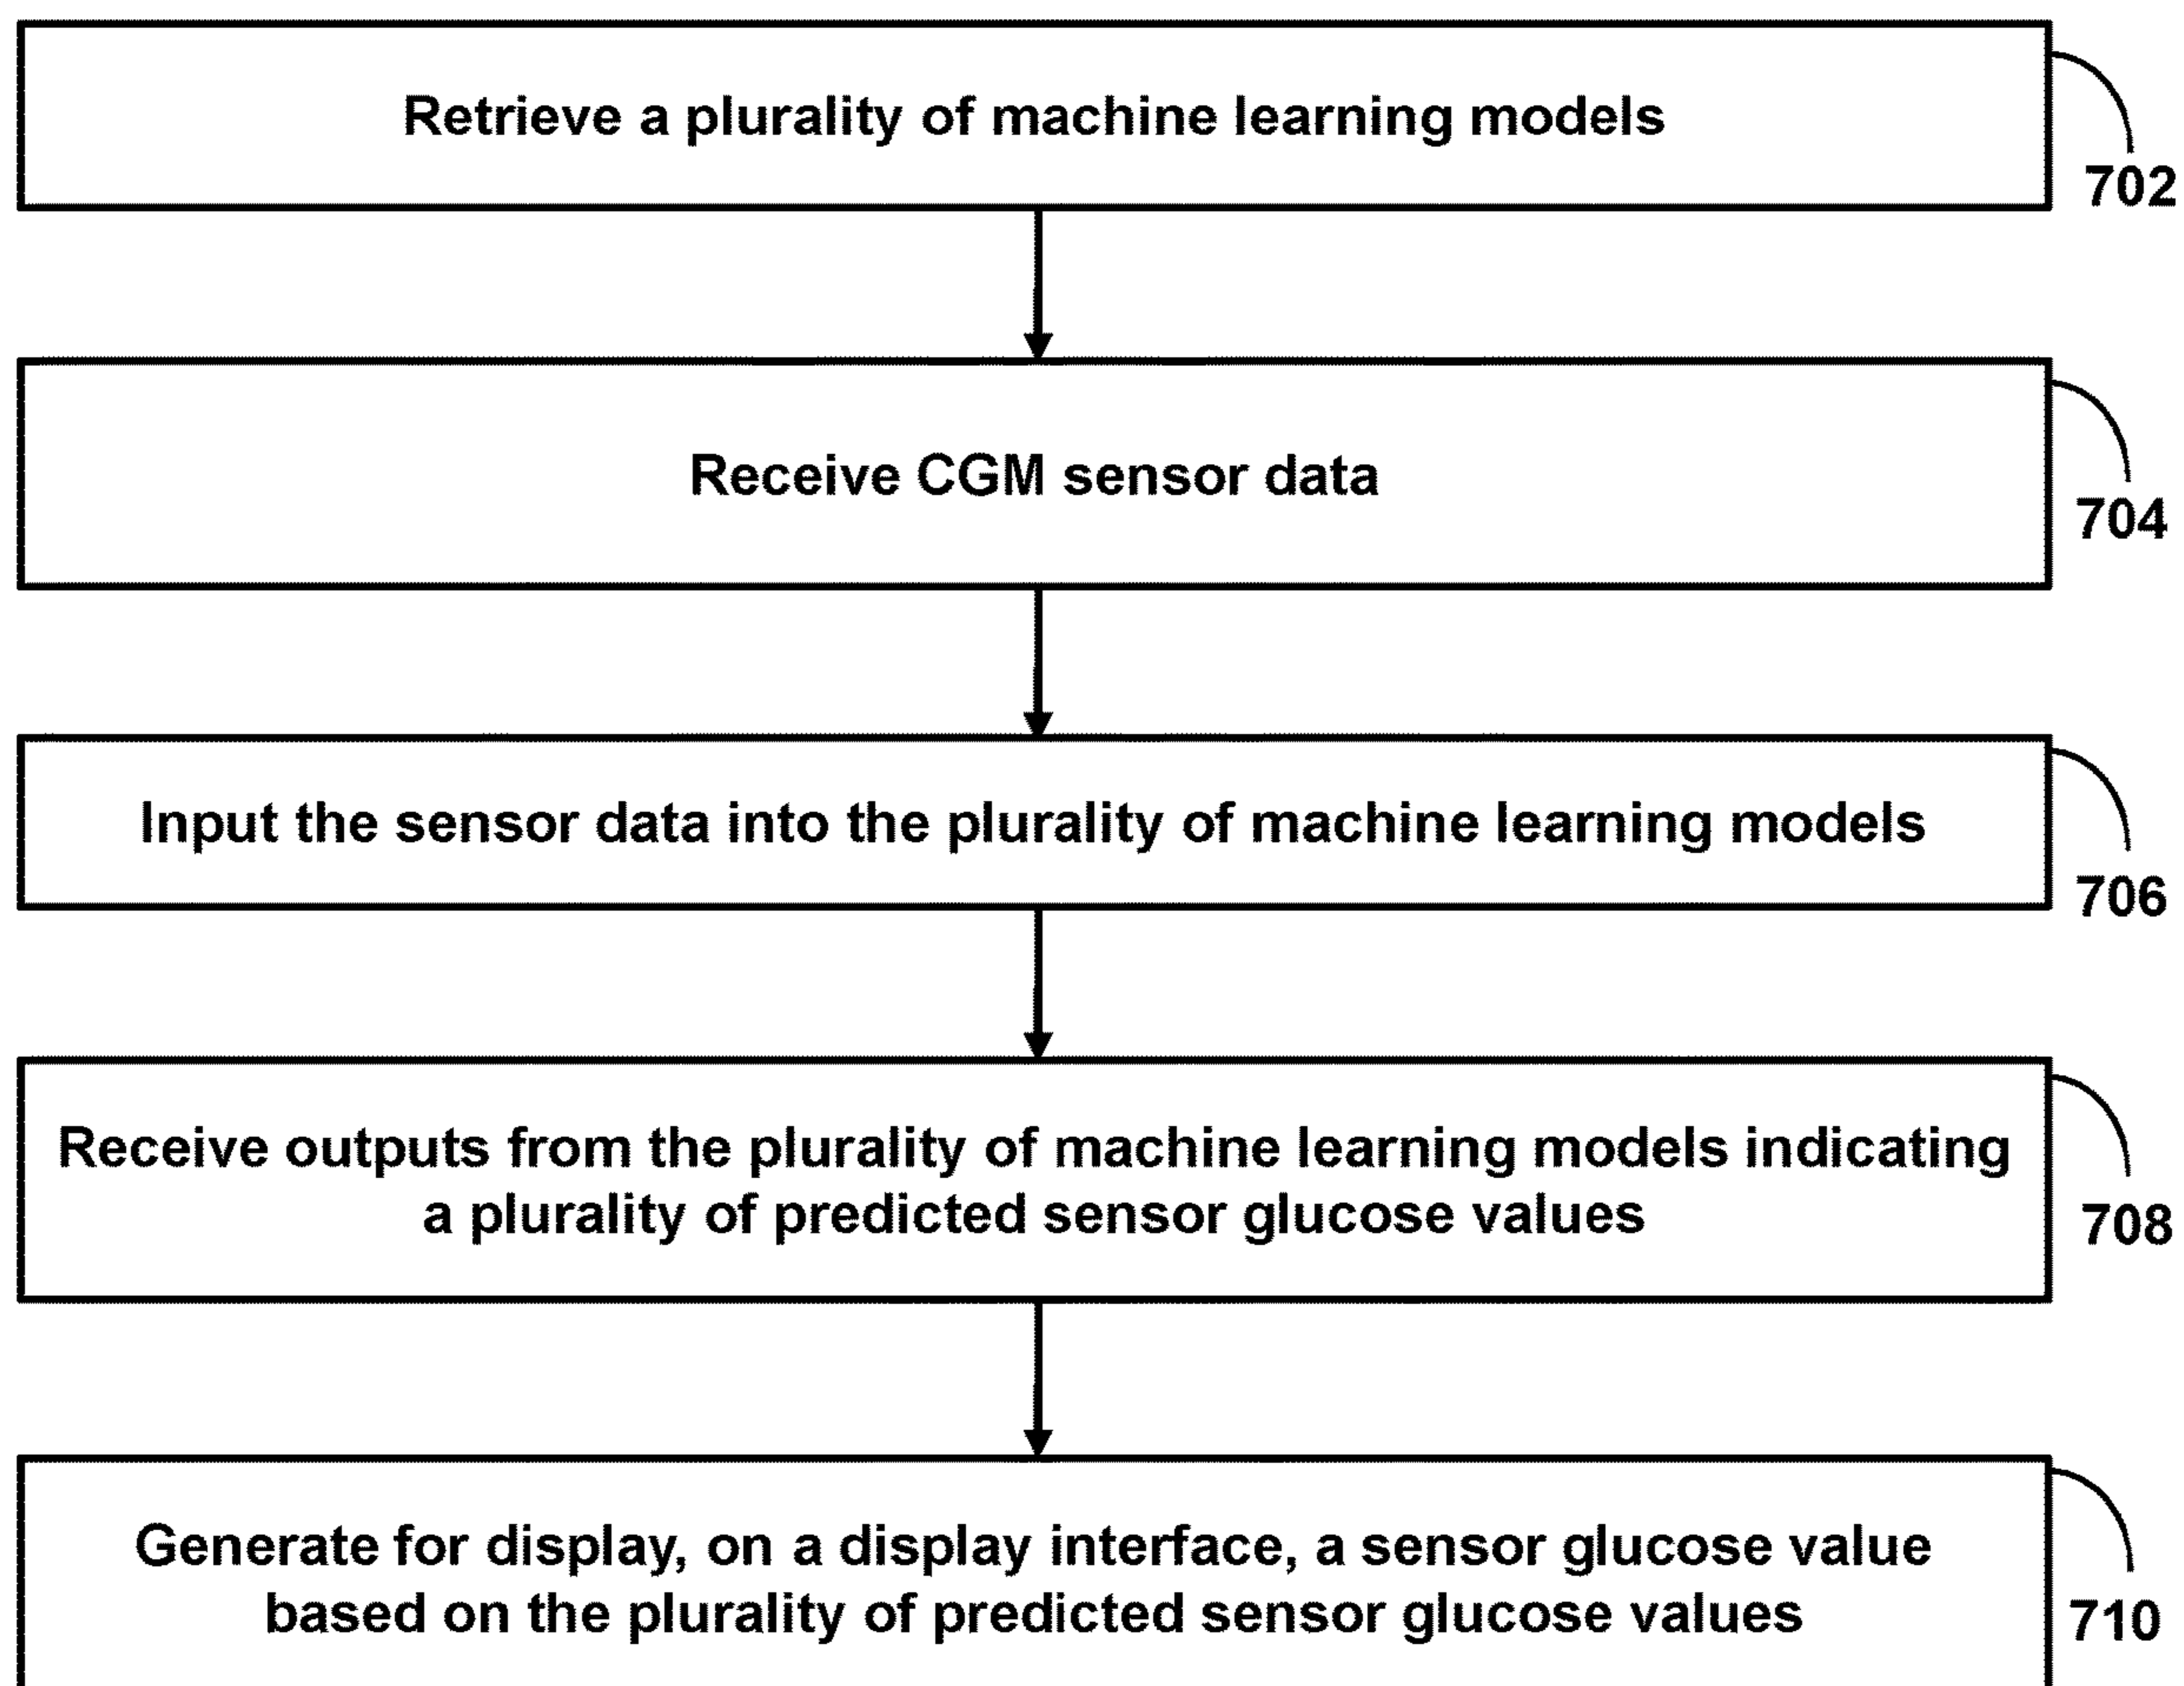 Retrieve a plurality of machine learning models
702
Receive CGM sensor data
704
Input the sensor data into the plurality of machine learning models
706
Receive outputs from the plurality of machine learning models indicating
a plurality of predicted sensor glucose values
708
Generate for display, on a display interface, a sensor glucose value
based on the plurality of predicted sensor glucose values
710